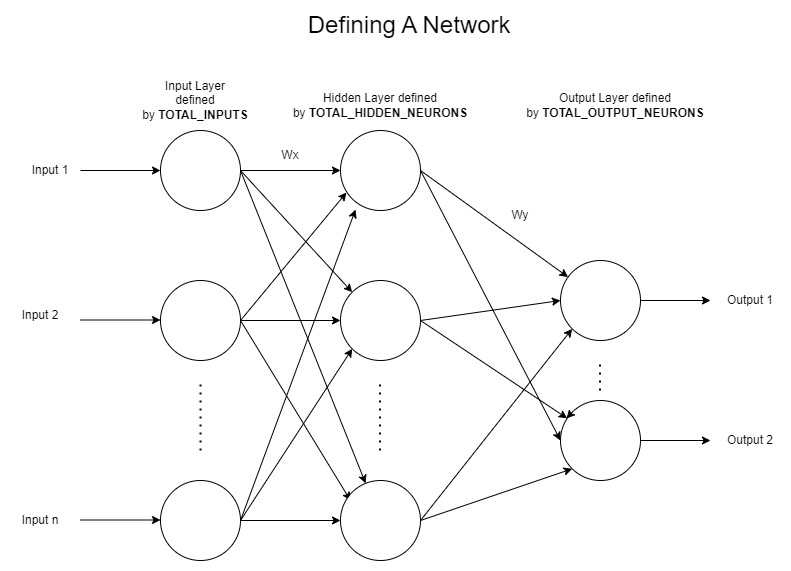 Defining A Network
Input Layer
defined
by TOTAL_INPUTS
Hidden Layer defined
by TOTAL_HIDDEN_NEURONS
Output Layer defined
by TOTAL_OUTPUT_NEURONS
Input 1
Wx
Wy
Input 2
Output 1
Output 2
Input n